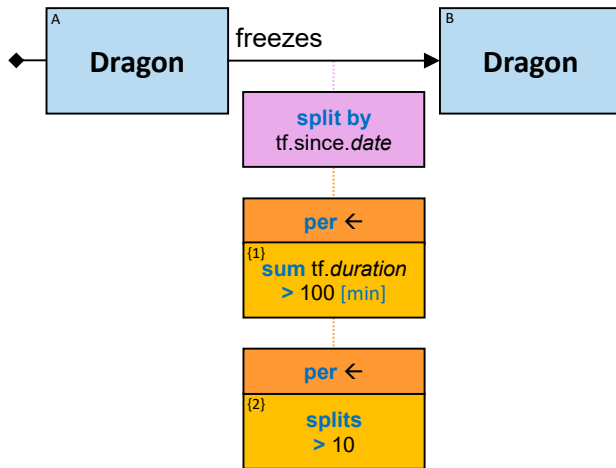 A
Dragon
freezes
B
Dragon
split by
tf.since.date
per ←
{1}
sum tf.duration
> 100 [min]
per ←
{2}
splits
> 10